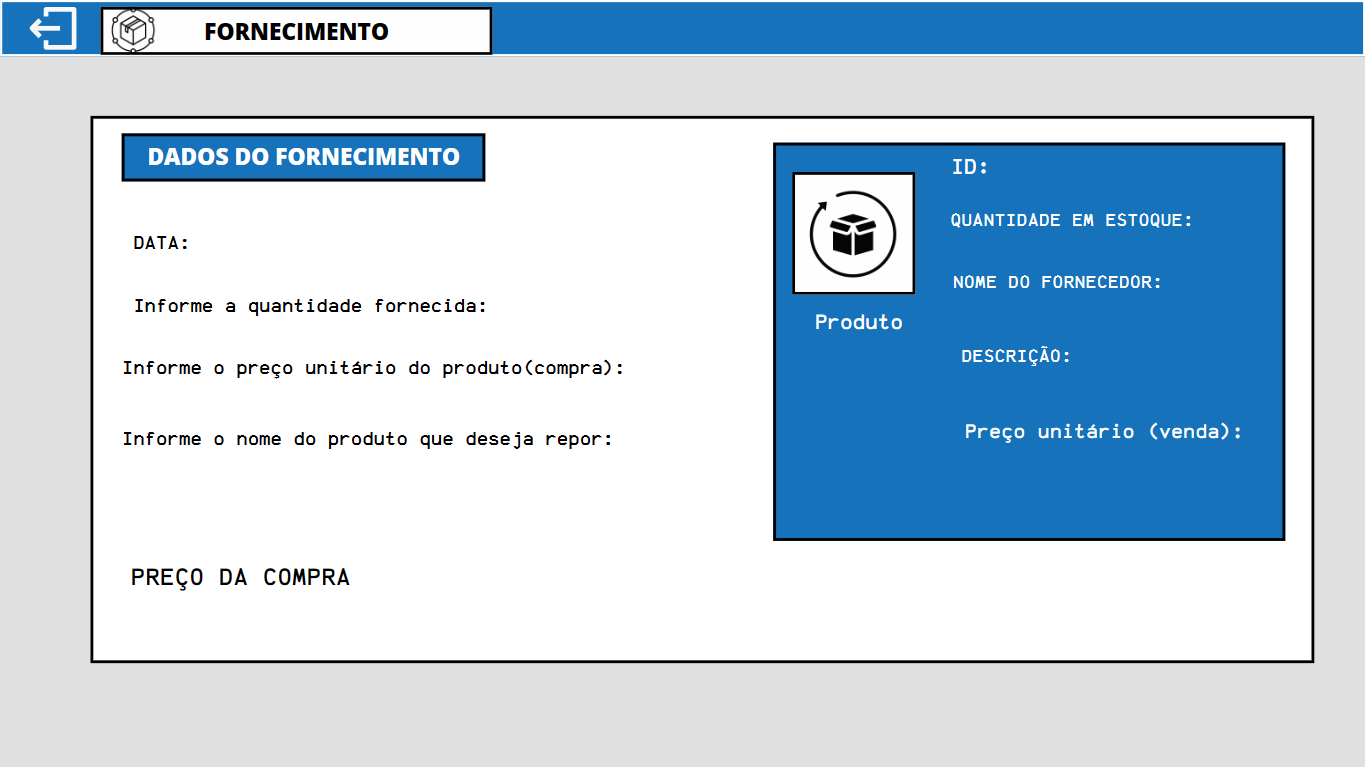 FORNECIMENTO
DADOS DO FORNECIMENTO
DATA:
Informe a quantidade fornecida:
Informe o preço unitário do produto(compra):
Informe o nome do produto que deseja repor:
PREÇO DA COMPRA
ID:
QUANTIDADE EM ESTOQUE:
NOME DO FORNECEDOR:
Produto
DESCRIÇÃO:
Preço unitário (venda):